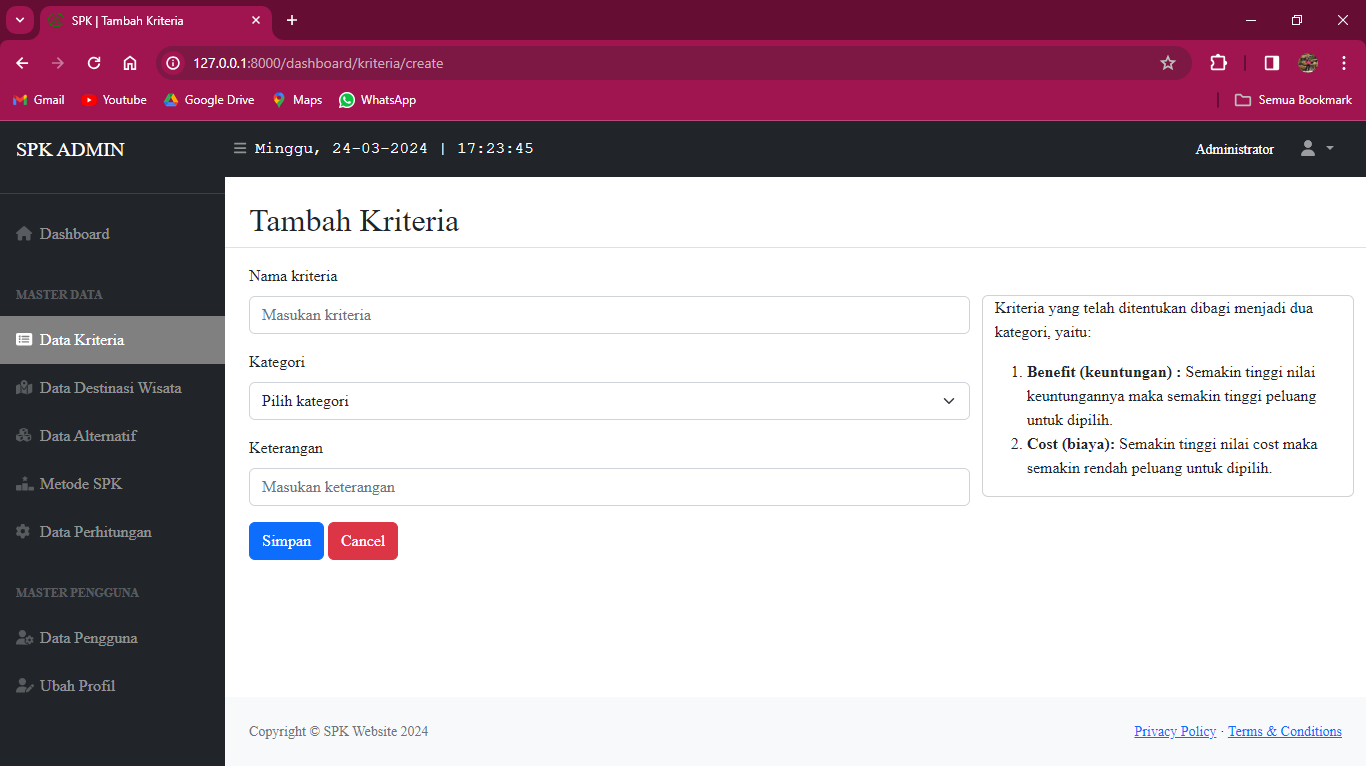 SPK | Tambah Kriteria
127.0.0.1:8000/dashboard/kriteria/create
Gmail Youtube Google Drive Maps WhatsApp Semua Bookmark
SPK ADMIN
Minggu, 24-03-2024 | 17:23:45
Administrator
Dashboard
MASTER DATA
Data Kriteria
Data Destinasi Wisata
Data Alternatif
Metode SPK
Data Perhitungan
MASTER PENGGUNA
Data Pengguna
Ubah Profil
Tambah Kriteria
Nama kriteria
Masukan kriteria
Kategori
Pilih kategori
Keterangan
Masukan keterangan
Simpan Cancel
Kriteria yang telah ditentukan dibagi menjadi dua
kategori, yaitu:
1. Benefit (keuntungan) : Semakin tinggi nilai
keuntungannya maka semakin tinggi peluang
untuk dipilih.
2. Cost (biaya): Semakin tinggi nilai cost maka
semakin rendah peluang untuk dipilih.
Copyright © SPK Website 2024
Privacy Policy · Terms & Conditions